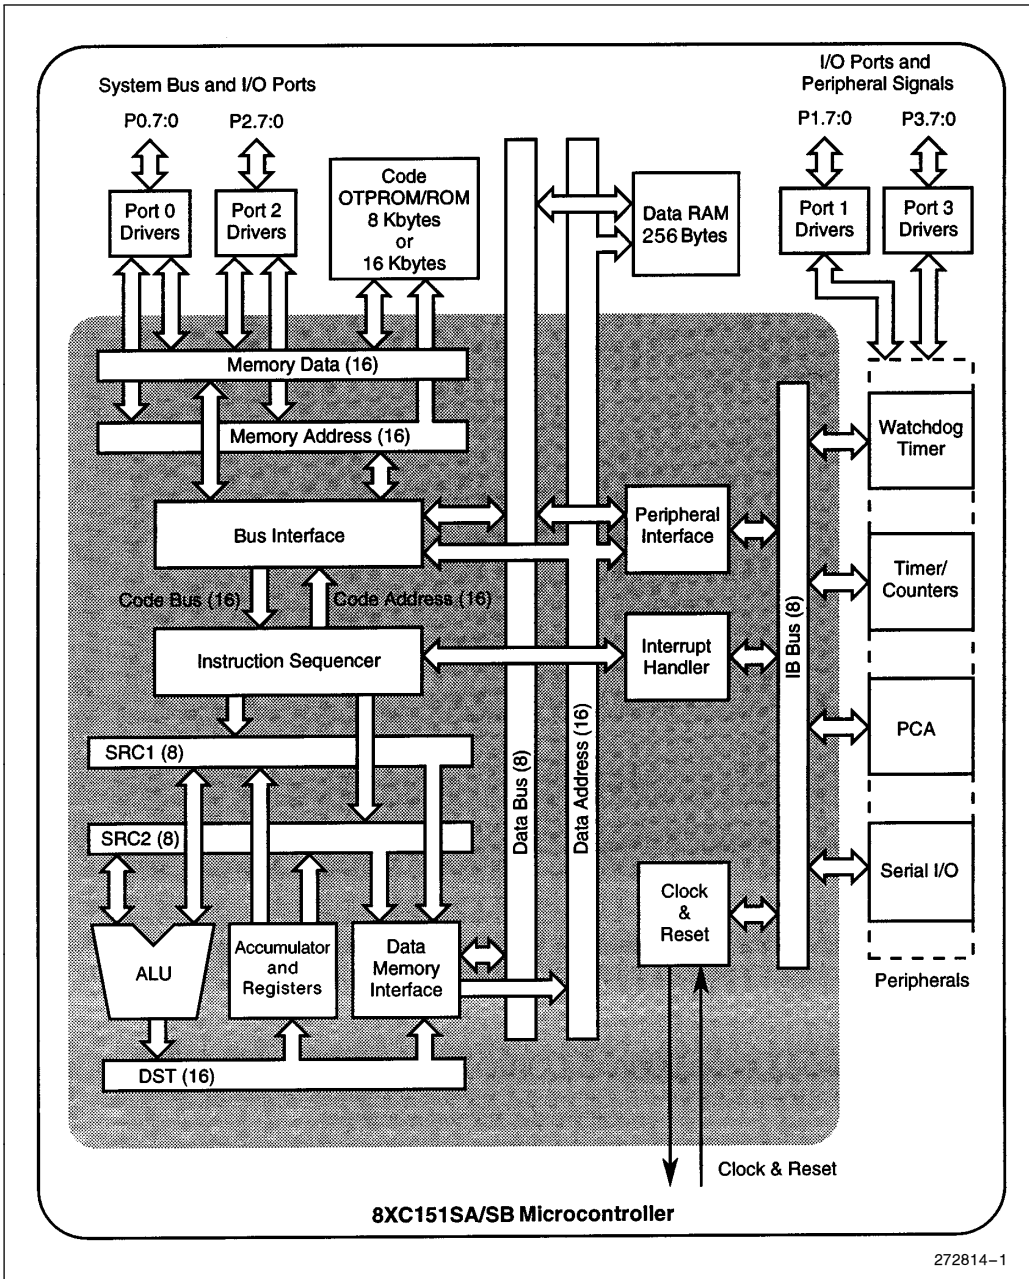 System Bus and I/O Ports
I/O Ports and
Peripheral Signals
P0.7:0
P2.7:0
P1.7:0
P3.7:0
Port 0
Drivers
Port 2
Drivers
Code
OTPROM/ROM
8 Kbytes
or
16 Kbytes
Data RAM
256 Bytes
Port 1
Drivers
Port 3
Drivers
Memory Data (16)
Memory Address (16)
Bus Interface
Peripheral
Interface
Watchdog
Timer
Code Bus (16)
Code Address (16)
Timer/
Counters
Instruction Sequencer
Interrupt
Handler
IB Bus (8)
SRC1 (8)
Data Bus (8)
Data Address (16)
PCA
SRC2 (8)
Clock
&
Reset
Serial I/O
ALU
Accumulator
and
Registers
Data
Memory
Interface
Peripherals
DST (16)
Clock & Reset
8XC151SA/SB Microcontroller
272814–1